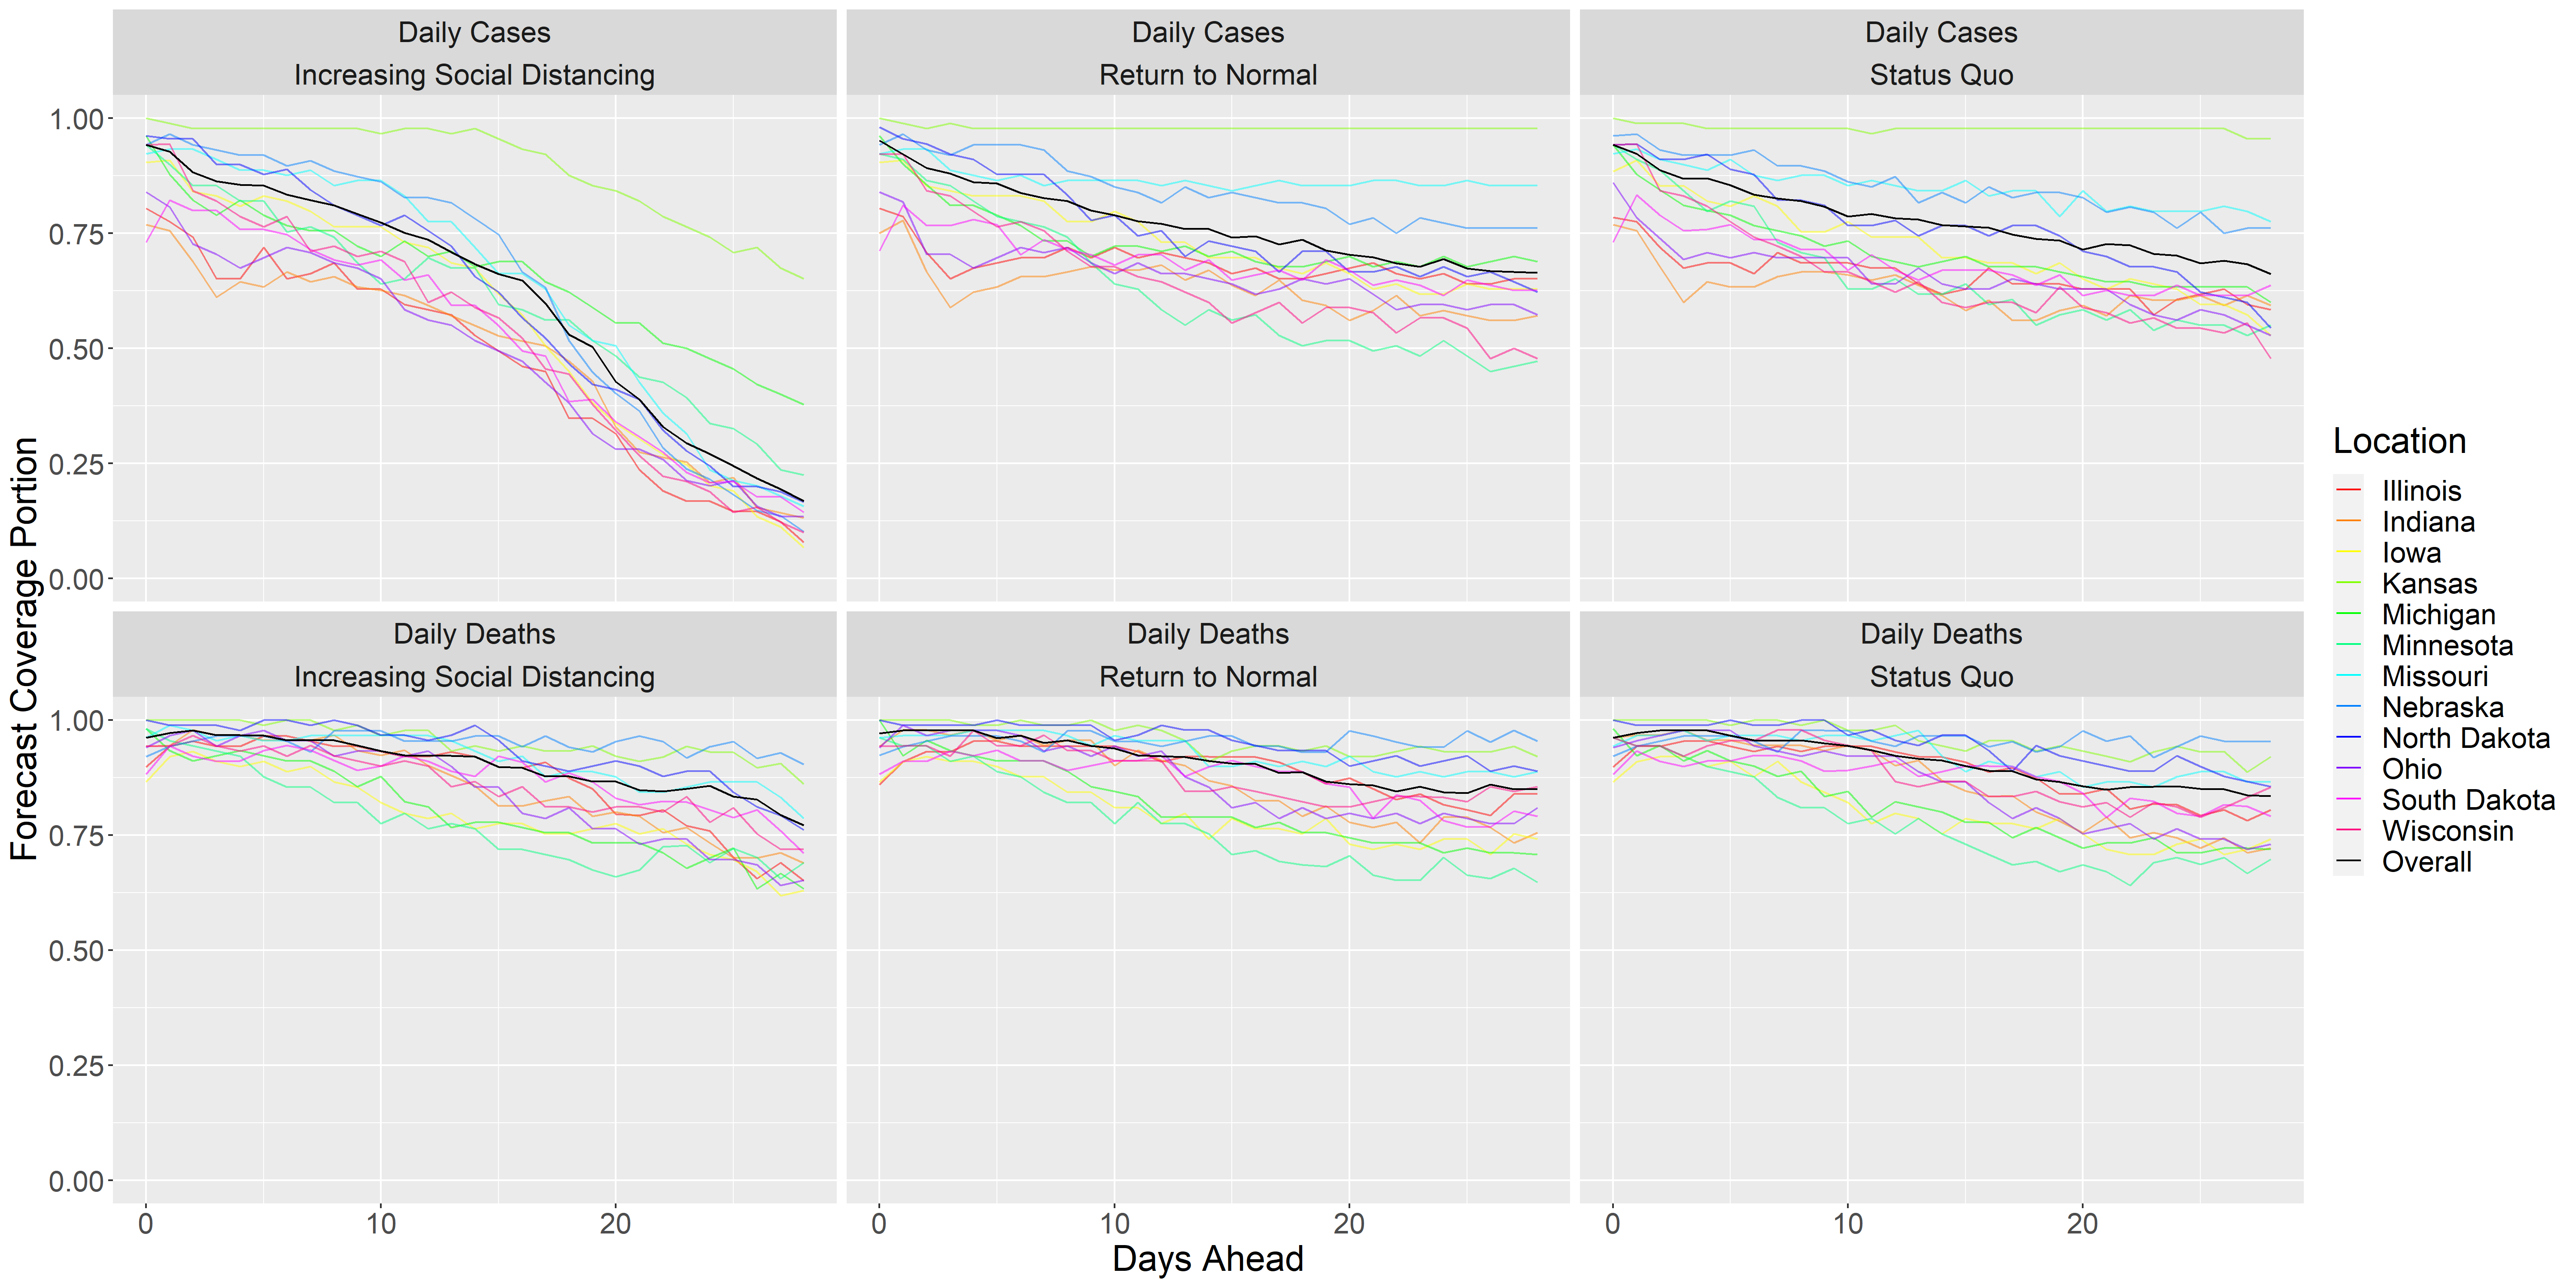 Daily Cases
Increasing Social Distancing
Daily Cases
Return to Normal
Daily Cases
Status Quo
1.00
0.75
0.50
0.25
0.00
Daily Deaths
Increasing Social Distancing
Daily Deaths
Return to Normal
Daily Deaths
Status Quo
1.00
0.75
0.50
0.25
0.00
0
10
20
0
10
20
0
10
20
Days Ahead
Forecast Coverage Portion
Location
Illinois
Indiana
Iowa
Kansas
Michigan
Minnesota
Missouri
Nebraska
North Dakota
Ohio
South Dakota
Wisconsin
Overall